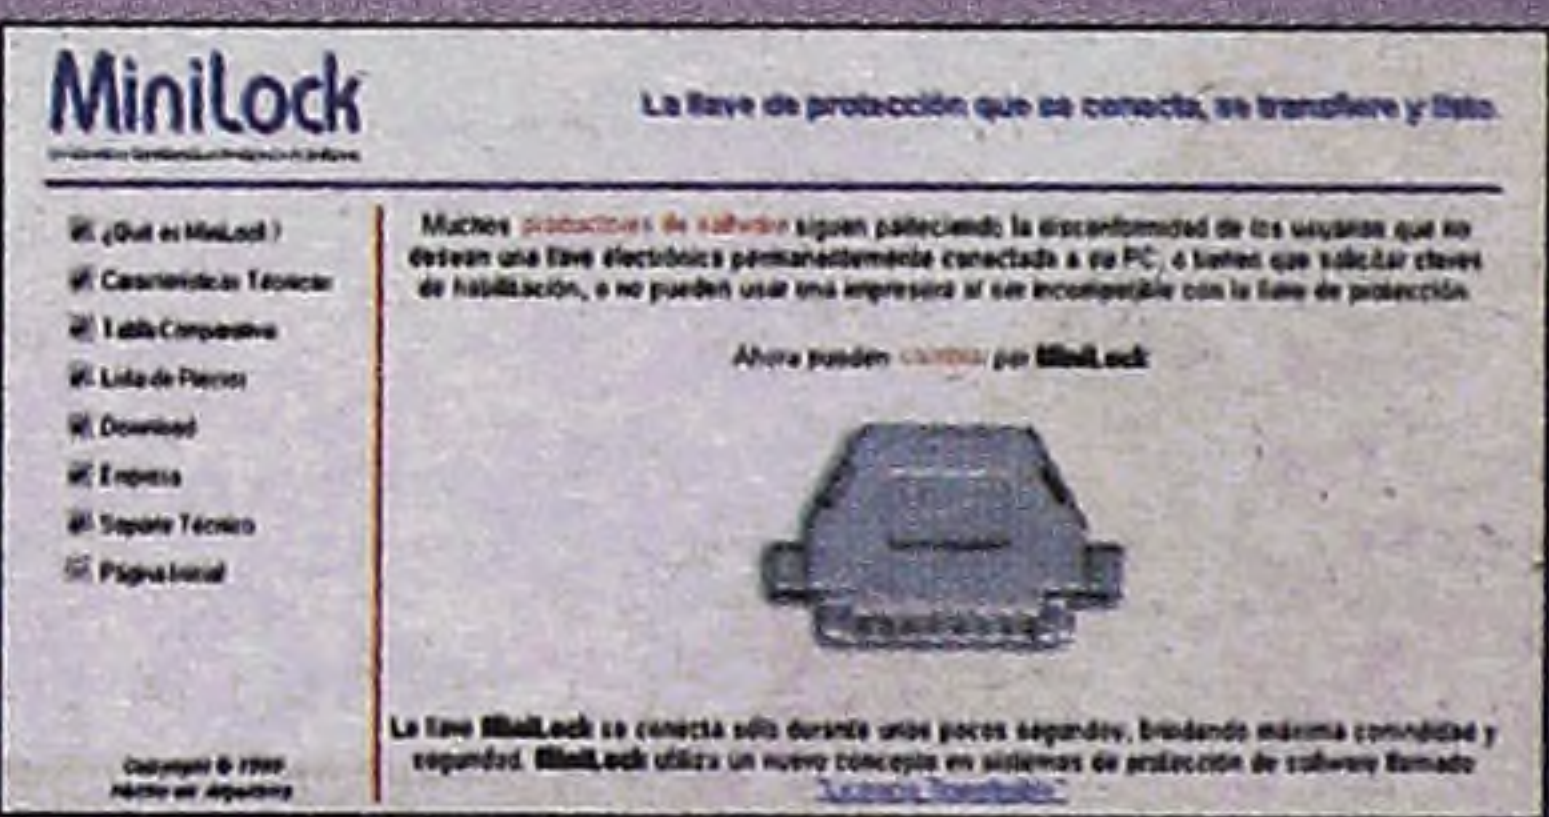 MiniLock
La llave de protección que se conecta, se transfiere y listo.
¿Qué es MiniLock?
Características Técnicas
Tabla Comparativa
Lista de Precios
Download
Empresa
Soporte Técnico
Página Inicial
Muchos productores de software siguen padeciendo la disconformidad de los usuarios que no
desean una llave electrónica permanentemente conectada a su PC, ó tienen que solicitar claves
de habilitación, o no pueden usar una impresora al ser incompatible con la llave de protección.
Ahora pueden por MiniLock
La llave MiniLock se conecta sólo durante unos pocos segundos, brindando máxima comodidad y
seguridad. MiniLock utiliza un nuevo concepto en sistemas de protección de software llamado
"Licencia Transferible"
Copyright ©
Hecho en Argentina